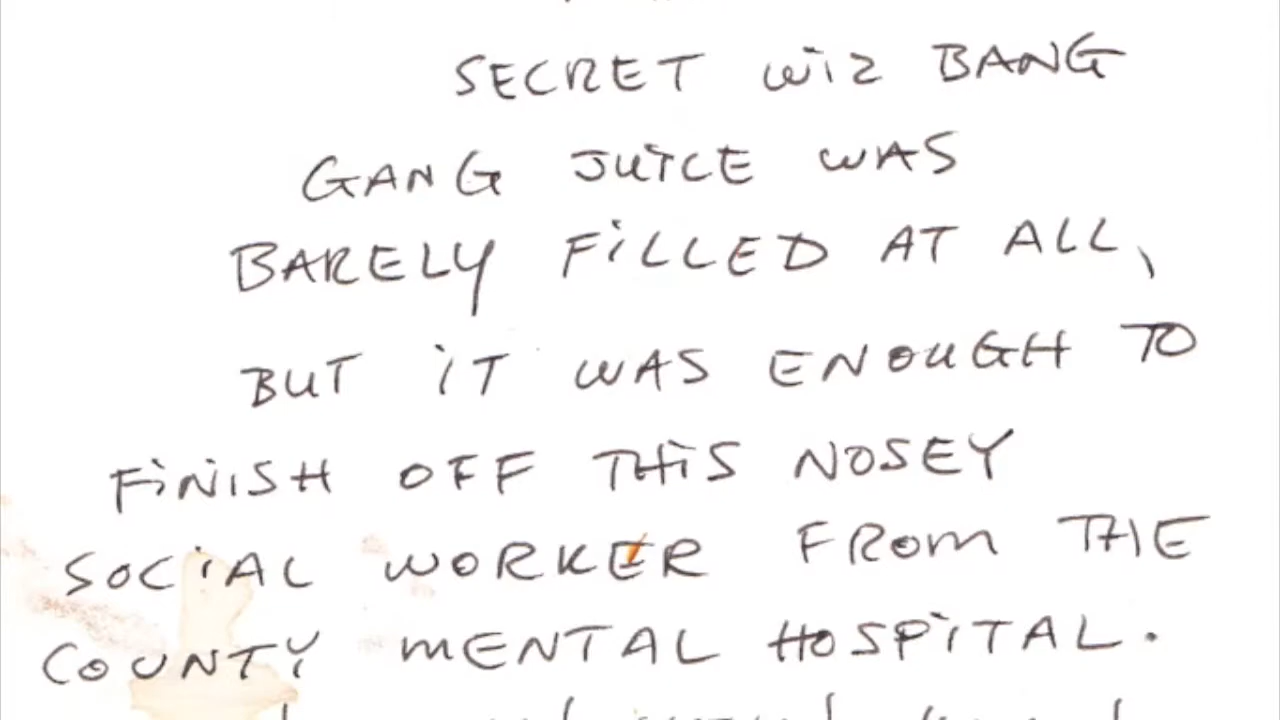 SECRET WIZ BANG
GANG JUICE WAS
BARELY FILLED AT ALL,
BUT IT WAS ENOUGH TO
FINISH OFF THIS NOSEY
SOCIAL WORKER FROM THE
COUNTY MENTAL HOSPITAL.